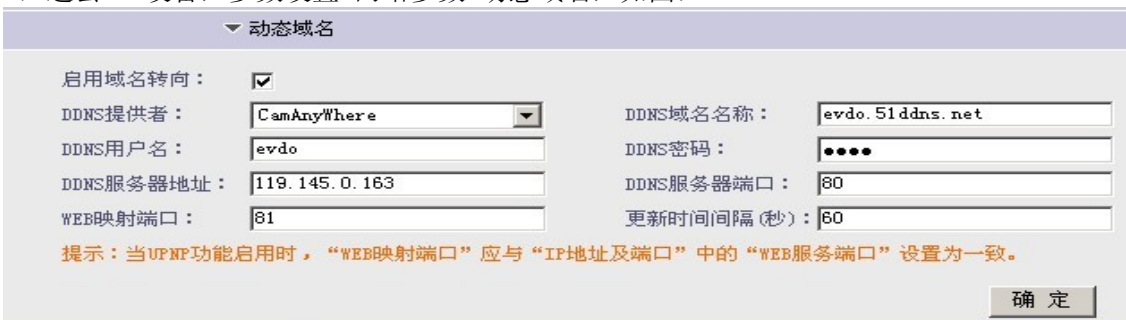 动态域名
启用域名转向：
DDNS提供者： CamAnyWhere DDNS域名名称： evdo.51ddns.net
DDNS用户名： evdo DDNS密码： ●●●●
DDNS服务器地址： 119.145.0.163 DDNS服务器端口： 80
WEB映射端口： 81 更新时间间隔(秒)： 60
提示：当UPNP功能启用时，“WEB映射端口”应与“IP地址及端口”中的“WEB服务端口”设置为一致。
确 定